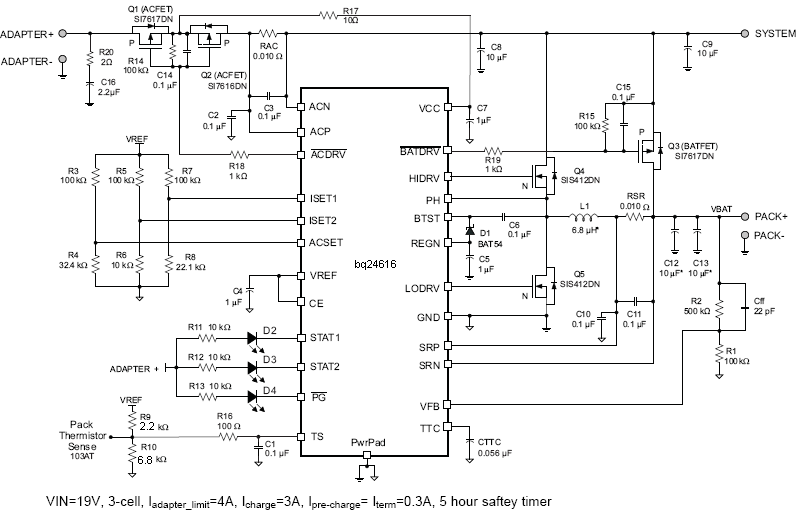 Q1 (ACFET)
SI7617DN
R17
10Ω
ADAPTER+
P
P
SYSTEM
R20
2Ω
R14
100 kΩ
C14
0.1 µF
Q2 (ACFET)
SI7616DN
RAC
0.010 Ω
C8
10 µF
C9
10 µF
ADAPTER-
C16
2.2µF
C2
0.1 µF
C3
0.1 µF
ACN
VCC
C7
1µF
C15
0.1 µF
R15
100 kΩ
P
Q3 (BATFET)
SI7617DN
ACP
VREF
R18
1 kΩ
ACDRV
BATDRV
R19
1 kΩ
HIDRV
N
Q4
SIS412DN
R3
100 kΩ
R5
100 kΩ
R7
100 kΩ
ISET1
PH
ISET2
BTST
C6
0.1 µF
L1
6.8 µH*
RSR
0.010 Ω
VBAT
PACK+
PACK-
ACSET
REGN
D1
BAT54
bq24616
R4
32.4 kΩ
R6
10 kΩ
R8
22.1 kΩ
C5
1 µF
Q5
SIS412DN
N
C12
10 µF*
C13
10 µF*
VREF
LODRV
C4
1 µF
CE
GND
C10
0.1 µF
C11
0.1 µF
R2
500 kΩ
Cff
22 pF
R11 10 kΩ
D2
STAT1
SRP
R12 10 kΩ
D3
STAT2
SRN
R1
100 kΩ
ADAPTER +
R13 10 kΩ
D4
PG
VFB
VREF
R9
2.2 kΩ
R16
100 Ω
TS
TTC
Pack
Thermistor
Sense
103AT
R10
6.8 kΩ
C1
0.1 µF
PwrPad
CTTC
0.056 µF
VIN=19V, 3-cell, Iadapter_limit=4A, Icharge=3A, Ipre-charge= Iterm=0.3A, 5 hour saftey timer